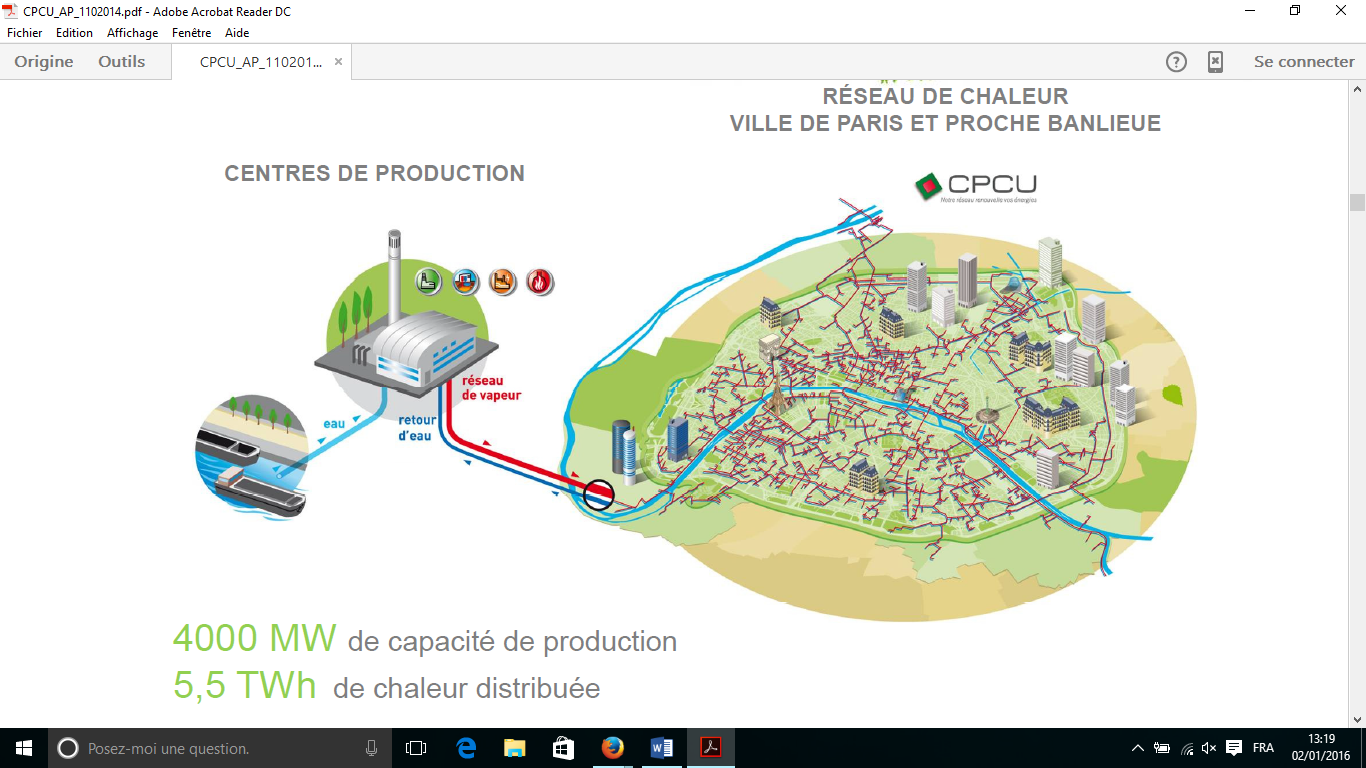 CPCU_AP_1102014.pdf - Adobe Acrobat Reader DC
Fichier Edition Affichage Fenêtre Aide
Origine Outils CPCU_AP_110201... × Se connecter
RÉSEAU DE CHALEUR
VILLE DE PARIS ET PROCHE BANLIEUE
CENTRES DE PRODUCTION
CPCU
Notre réseau renouvelle vos énergies
réseau
de vapeur
eau
retour
d'eau
4000 MW de capacité de production
5,5 TWh de chaleur distribuée
Posez-moi une question.
FRA
13:19
02/01/2016